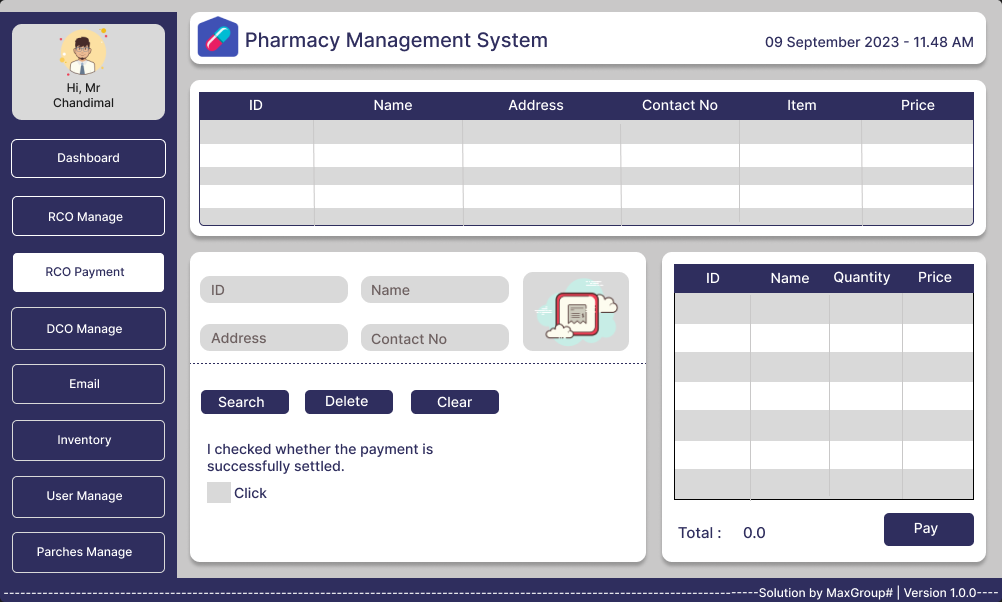 Hi, Mr
Chandimal
Dashboard
RCO Manage
RCO Payment
DCO Manage
Email
Inventory
User Manage
Parches Manage
Pharmacy Management System
09 September 2023 - 11.48 AM
ID Name Address Contact No Item Price
ID Name
Address Contact No
Search Delete Clear
I checked whether the payment is
successfully settled.
Click
ID Name Quantity Price
Total : 0.0 Pay
Solution by MaxGroup# | Version 1.0.0